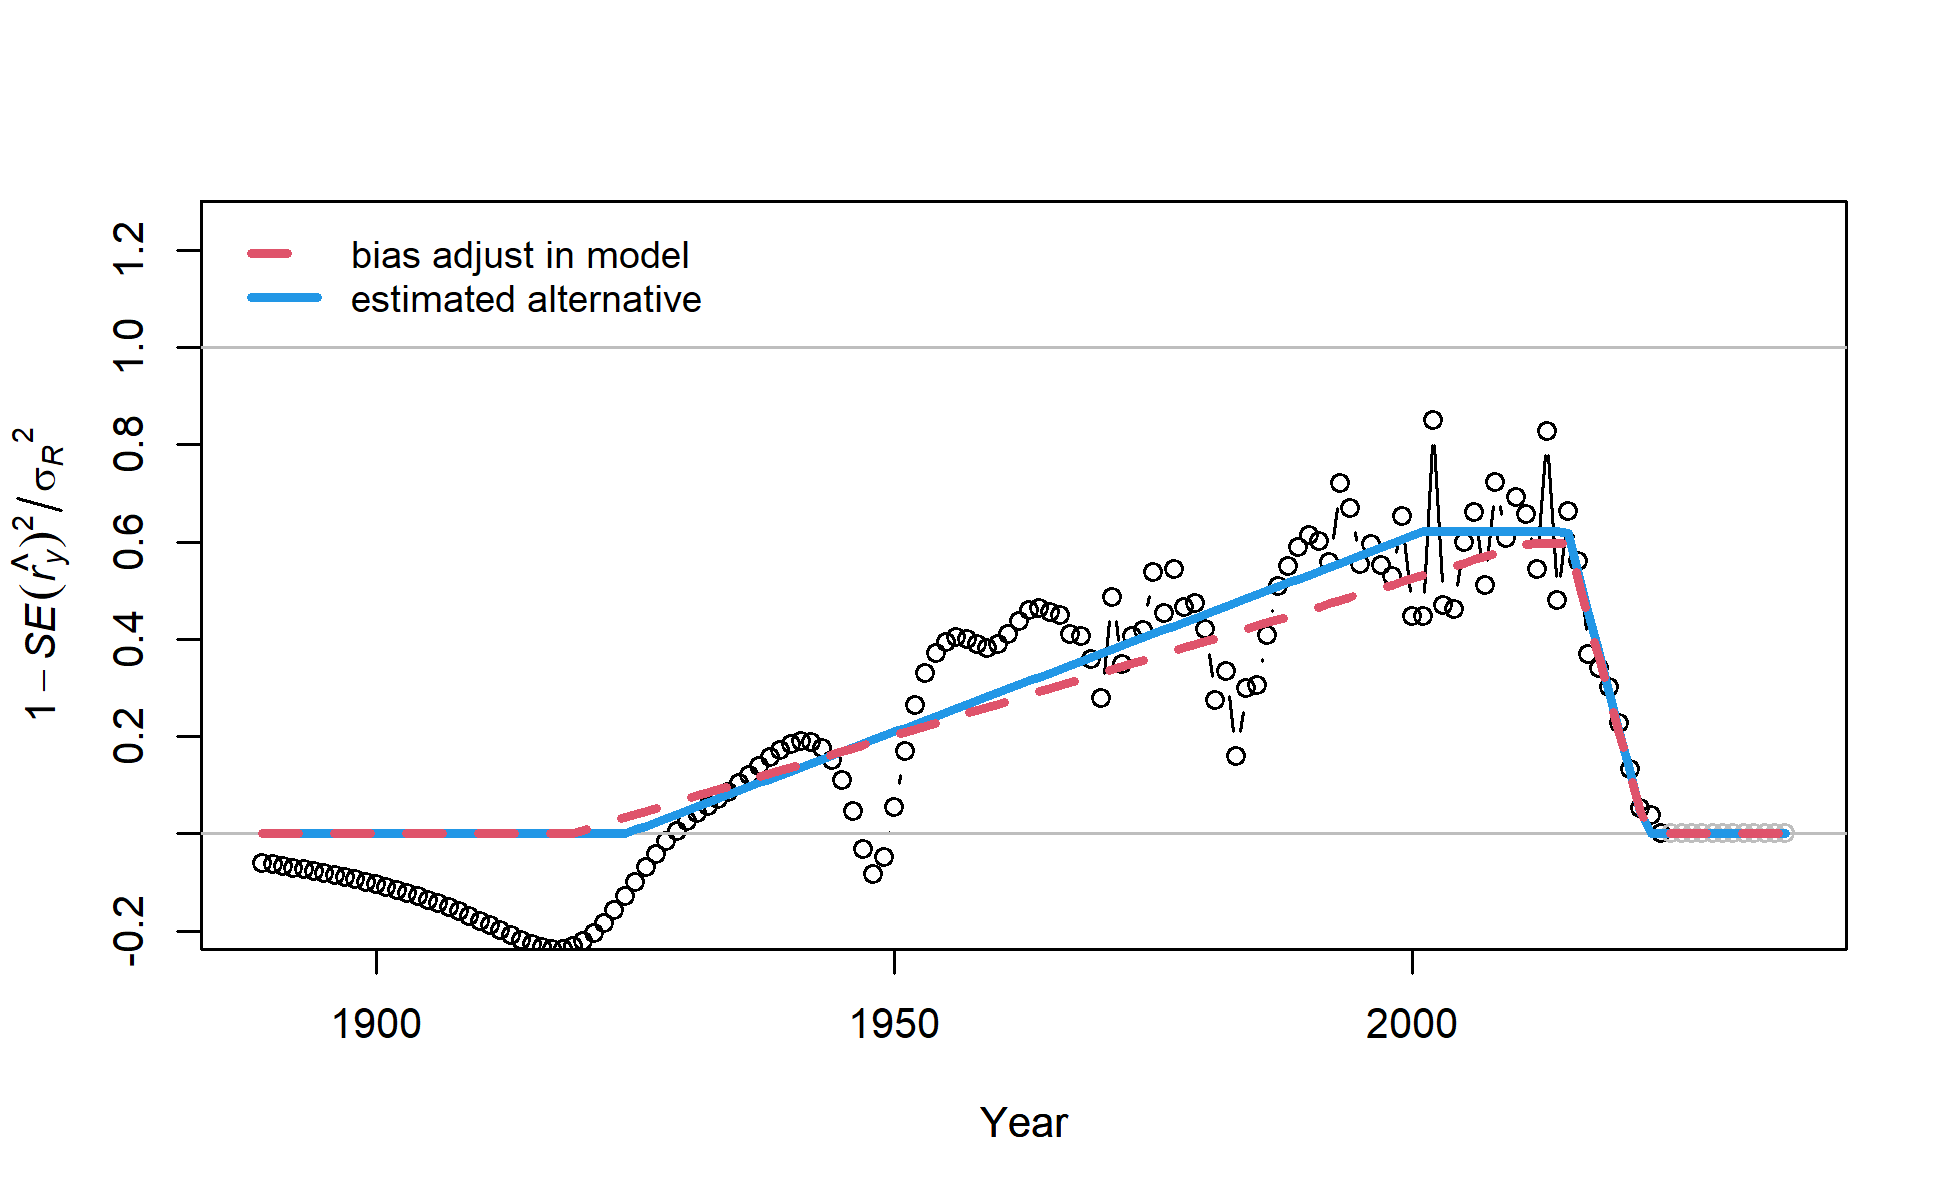 bias adjust in model
estimated alternative
1.2
1.0
0.8
0.6
0.4
0.2
-0.2
1 − SE(r̂y)² / σR²
1900 1950 2000
Year